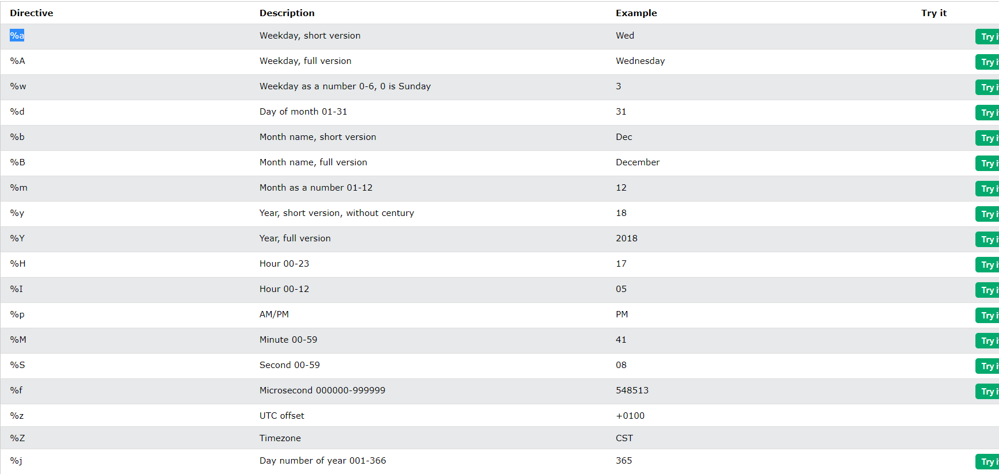 Directive Description Example Try it
%a Weekday, short version Wed Try i
%A Weekday, full version Wednesday Try i
%w Weekday as a number 0-6, 0 is Sunday 3 Try i
%d Day of month 01-31 31 Try i
%b Month name, short version Dec Try i
%B Month name, full version December Try i
%m Month as a number 01-12 12 Try i
%y Year, short version, without century 18 Try i
%Y Year, full version 2018 Try i
%H Hour 00-23 17 Try i
%I Hour 00-12 05 Try i
%p AM/PM PM Try i
%M Minute 00-59 41 Try i
%S Second 00-59 08 Try i
%f Microsecond 000000-999999 548513 Try i
%z UTC offset +0100
%Z Timezone CST
%j Day number of year 001-366 365 Try i